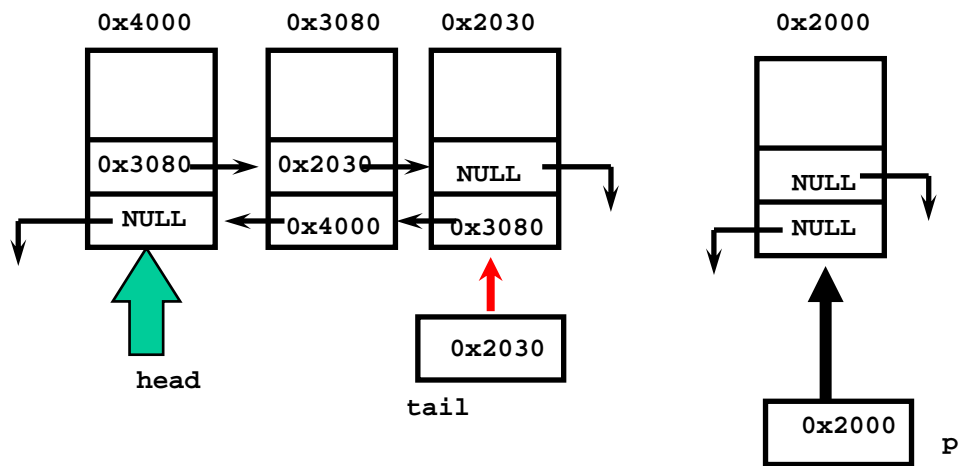 0x4000 0x3080 0x2030 0x2000
0x3080 0x2030 NULL NULL
NULL 0x4000 0x3080 NULL
0x2030
head
tail
0x2000
p